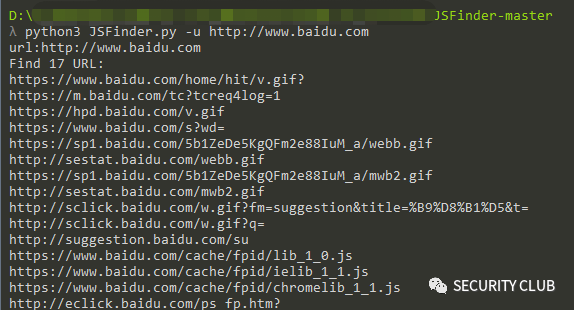 D:\ JSFinder-master
λ python3 JSFinder.py -u http://www.baidu.com
url:http://www.baidu.com
Find 17 URL:
https://www.baidu.com/home/hit/v.gif?
https://m.baidu.com/tc?tcreq4log=1
https://hpd.baidu.com/v.gif
https://www.baidu.com/s?wd=
https://sp1.baidu.com/5b1ZeDe5KgQFm2e88IuM_a/webb.gif
http://sestat.baidu.com/webb.gif
https://sp1.baidu.com/5b1ZeDe5KgQFm2e88IuM_a/mwb2.gif
http://sestat.baidu.com/mwb2.gif
http://sclick.baidu.com/w.gif?fm=suggestion&title=%B9%D8%B1%D5&t=
http://sclick.baidu.com/w.gif?q=
http://suggestion.baidu.com/su
https://www.baidu.com/cache/fpid/lib_1_0.js
https://www.baidu.com/cache/fpid/ielib_1_1.js
https://www.baidu.com/cache/fpid/chromelib_1_1.js
http://eclick.baidu.com/ps_fp.htm?
SECURITY CLUB